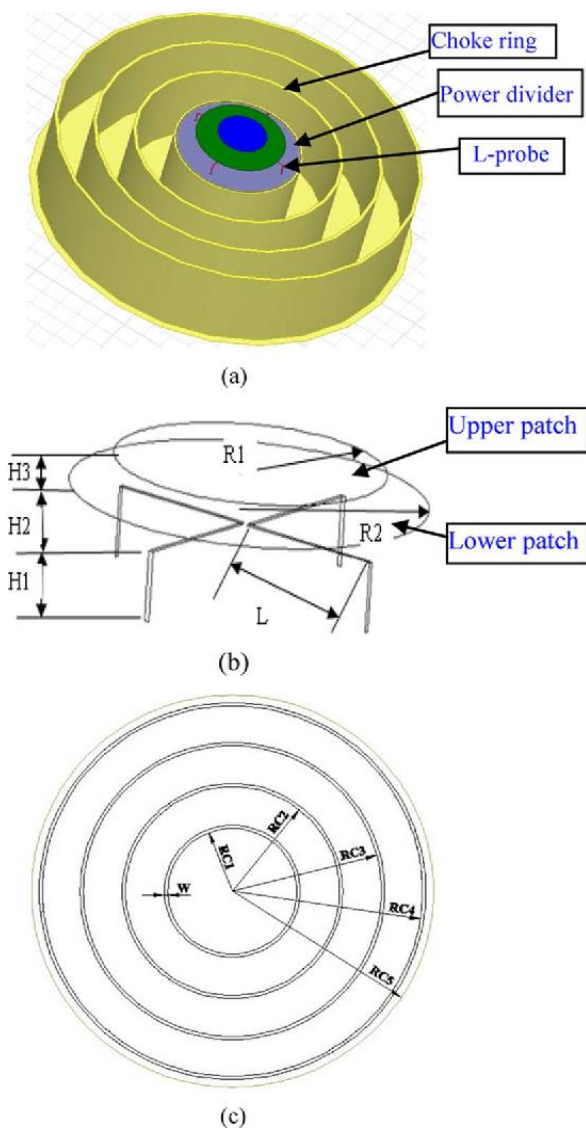 Choke ring
Power divider
L-probe
(a)
Upper patch
R1
H3
H2
R2
Lower patch
H1
L
(b)
RC2
RC1
RC3
W
RC4
RC5
(c)